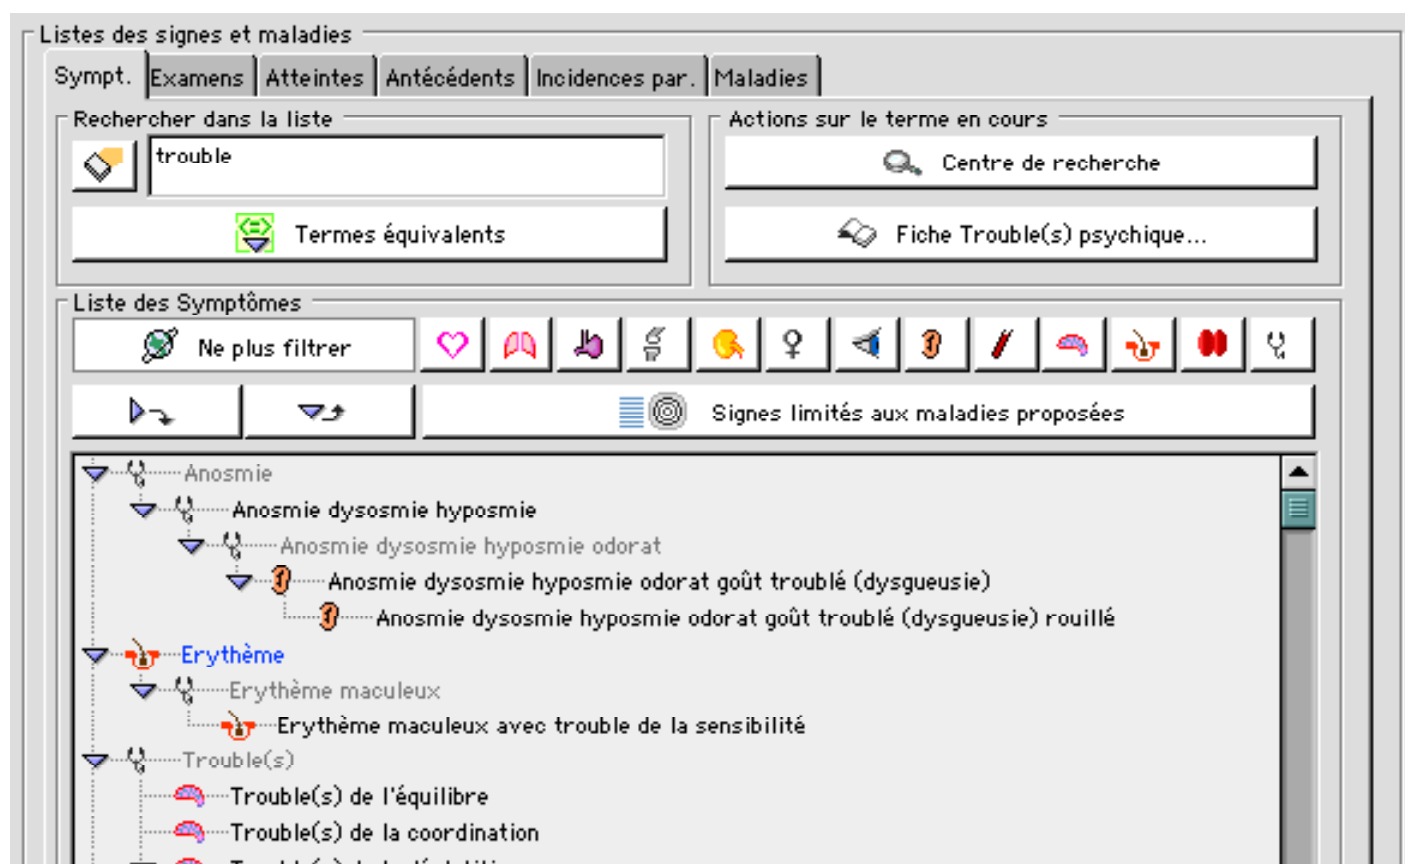 Listes des signes et maladies
Sympt. Examens Atteintes Antécédents Incidences par. Maladies
Rechercher dans la liste
trouble
Termes équivalents
Actions sur le terme en cours
Centre de recherche
Fiche Trouble(s) psychique...
Liste des Symptômes
Ne plus filtrer
Signes limités aux maladies proposées
Anosmie
Anosmie dysosmie hyposmie
Anosmie dysosmie hyposmie odorat
Anosmie dysosmie hyposmie odorat goût troublé (dysgueusie)
Anosmie dysosmie hyposmie odorat goût troublé (dysgueusie) rouillé
Erythème
Erythème maculeux
Erythème maculeux avec trouble de la sensibilité
Trouble(s)
Trouble(s) de l'équilibre
Trouble(s) de la coordination